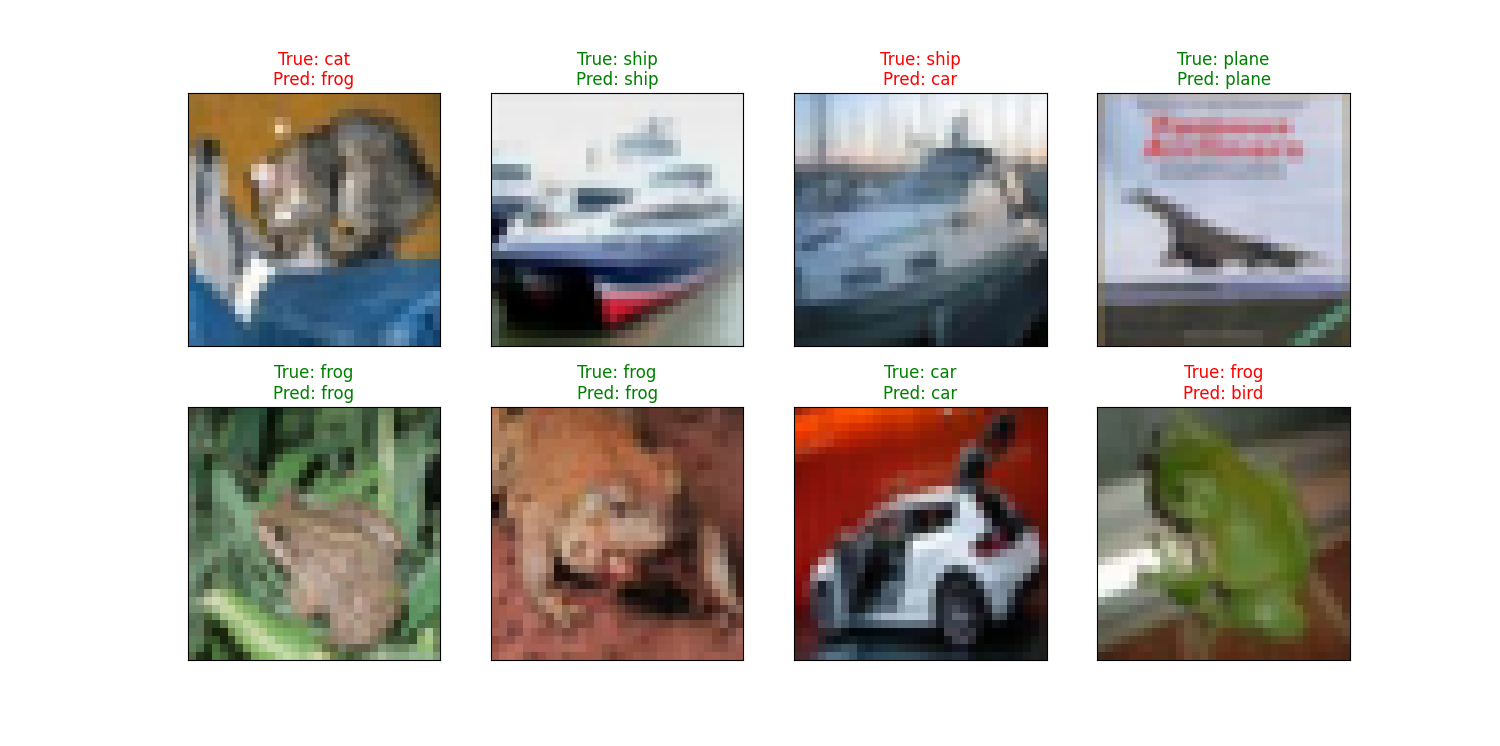 True: cat
Pred: frog
True: ship
Pred: ship
True: ship
Pred: car
True: plane
Pred: plane
True: frog
Pred: frog
True: frog
Pred: frog
True: car
Pred: car
True: frog
Pred: bird